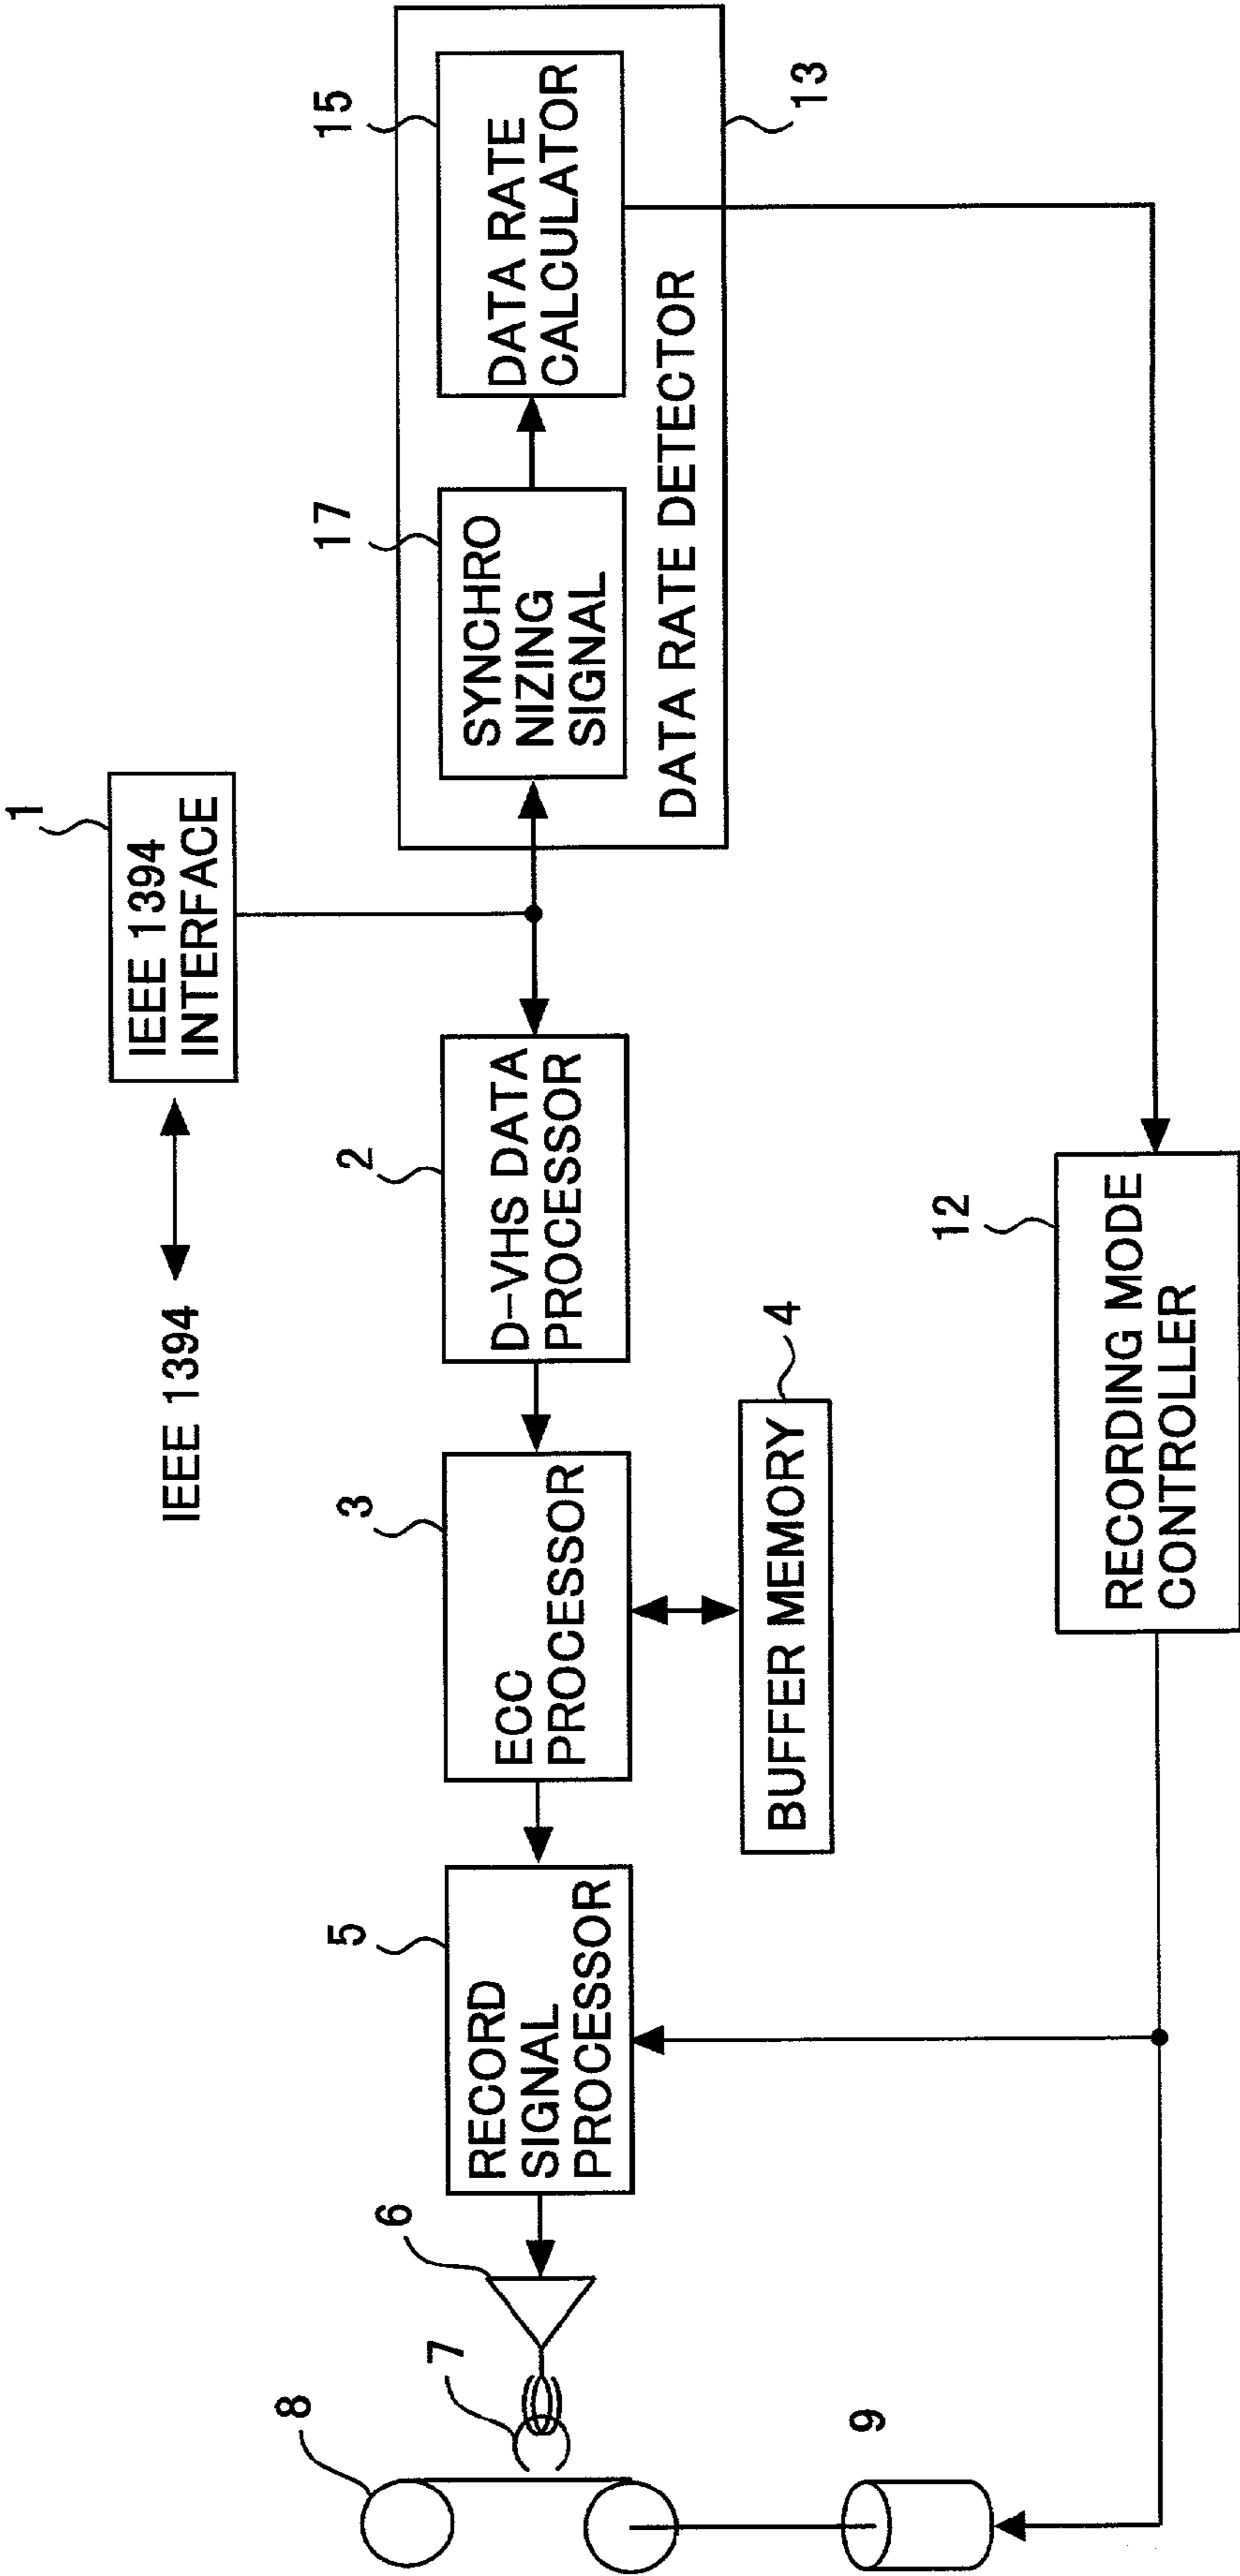 1
IEEE 1394
INTERFACE
IEEE 1394
15
DATA RATE
CALCULATOR
13
17
SYNCHRO
NIZING
SIGNAL
DATA RATE DETECTOR
2
D-VHS DATA
PROCESSOR
3
ECC
PROCESSOR
4
BUFFER MEMORY
5
RECORD
SIGNAL
PROCESSOR
6
7
8
9
12
RECORDING MODE
CONTROLLER